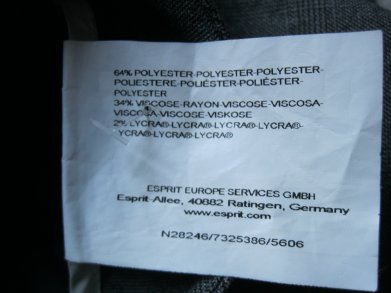 64% POLYESTER-POLYESTER-POLYESTER-
POLIESTERE-POLIÉSTER-POLIÉSTER-
POLYESTER
34% VISCOSE-RAYON-VISCOSE-VISCOSA-
VISCOSA-VISCOSE-VISKOSE
2% LYCRA®-LYCRA®-LYCRA®-LYCRA®-
LYCRA®-LYCRA®-LYCRA®
ESPRIT EUROPE SERVICES GMBH
Esprit-Allee, 40882 Ratingen, Germany
www.esprit.com
N28246/7325386/5606